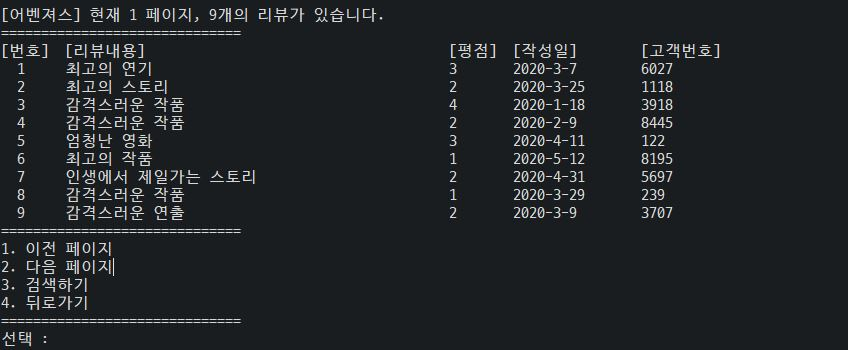 [어벤져스] 현재 1 페이지, 9개의 리뷰가 있습니다.
==============================
[번호] [리뷰내용] [평점] [작성일] [고객번호]
1 최고의 연기 3 2020-3-7 6027
2 최고의 스토리 2 2020-3-25 1118
3 감격스러운 작품 4 2020-1-18 3918
4 감격스러운 작품 2 2020-2-9 8445
5 엄청난 영화 3 2020-4-11 122
6 최고의 작품 1 2020-5-12 8195
7 인생에서 제일가는 스토리 2 2020-4-31 5697
8 감격스러운 작품 1 2020-3-29 239
9 감격스러운 연출 2 2020-3-9 3707
==============================
1. 이전 페이지
2. 다음 페이지
3. 검색하기
4. 뒤로가기
==============================
선택 :